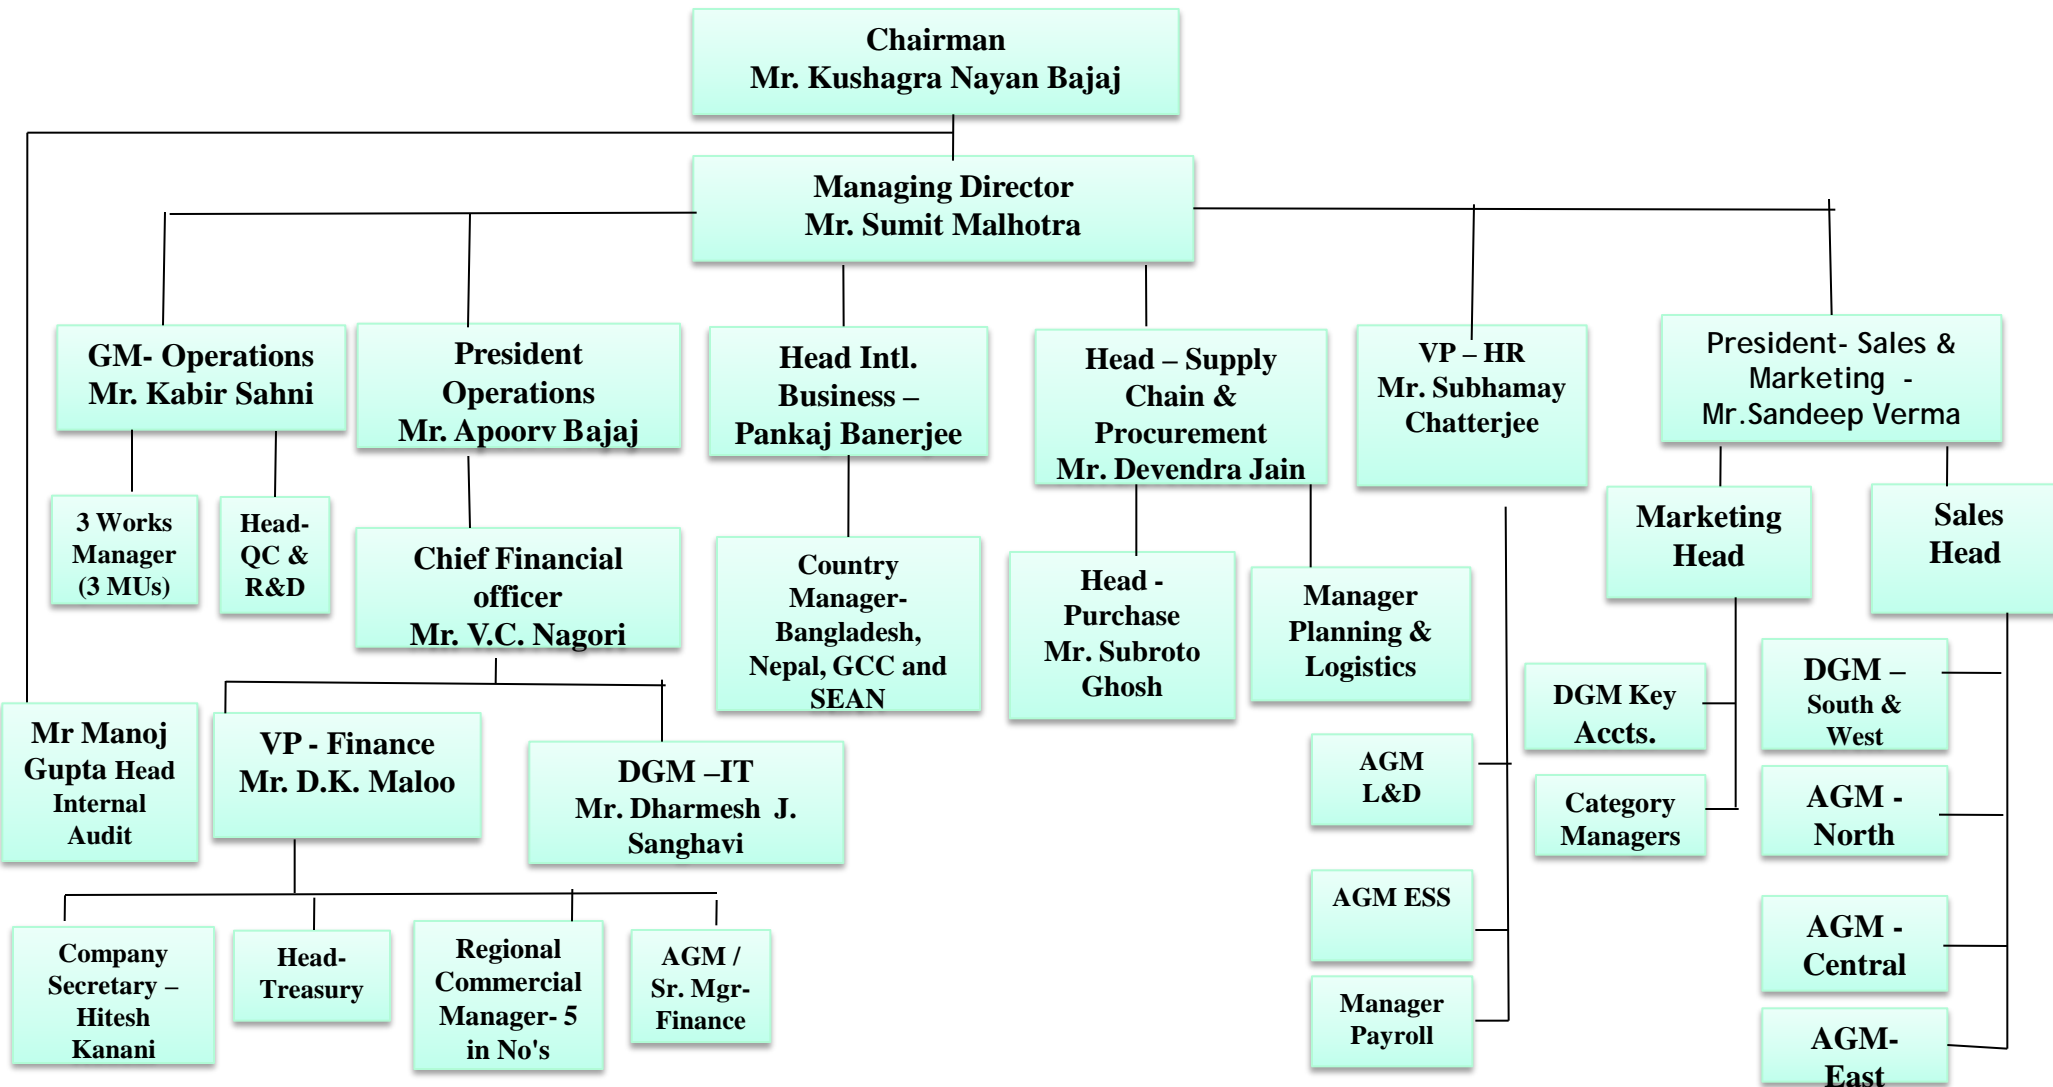 Chairman
Mr. Kushagra Nayan Bajaj
Managing Director
Mr. Sumit Malhotra
GM- Operations
Mr. Kabir Sahni
President
Operations
Mr. Apoorv Bajaj
Head Intl.
Business –
Pankaj Banerjee
Head – Supply
Chain &
Procurement
Mr. Devendra Jain
VP – HR
Mr. Subhamay
Chatterjee
President- Sales &
Marketing -
Mr.Sandeep Verma
3 Works
Manager
(3 MUs)
Head-
QC &
R&D
Chief Financial
officer
Mr. V.C. Nagori
Country
Manager-
Bangladesh,
Nepal, GCC and
SEAN
Head -
Purchase
Mr. Subroto
Ghosh
Manager
Planning &
Logistics
Marketing
Head
Sales
Head
Mr Manoj
Gupta Head
Internal
Audit
VP - Finance
Mr. D.K. Maloo
DGM –IT
Mr. Dharmesh J.
Sanghavi
AGM
L&D
AGM ESS
Manager
Payroll
DGM Key
Accts.
Category
Managers
DGM –
South &
West
AGM -
North
AGM -
Central
AGM-
East
Company
Secretary –
Hitesh
Kanani
Head-
Treasury
Regional
Commercial
Manager- 5
in No's
AGM /
Sr. Mgr-
Finance